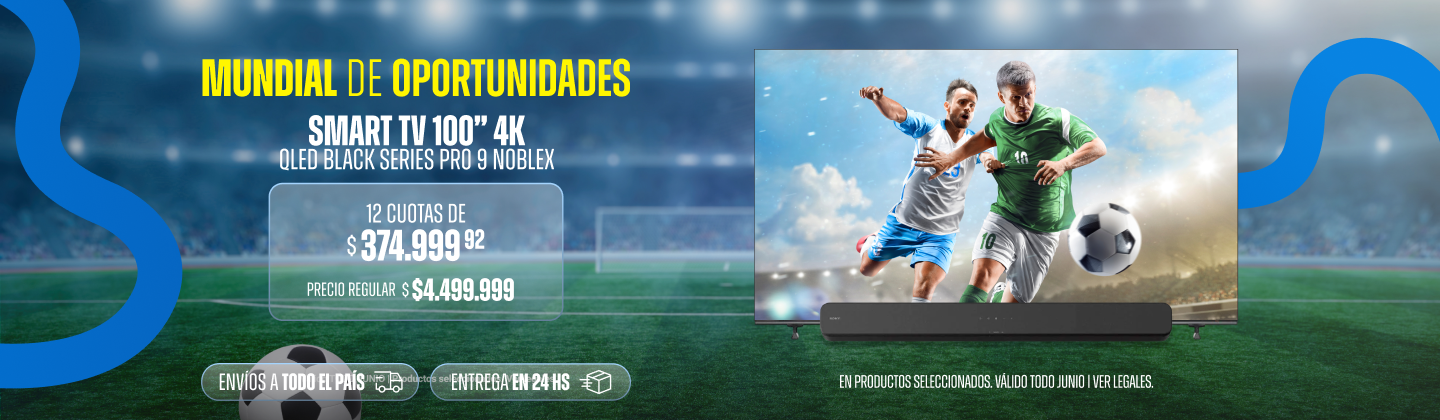 MUNDIAL DE OPORTUNIDADES
SMART TV 100” 4K
QLED BLACK SERIES PRO 9 NOBLEX
12 CUOTAS DE
$ 374.999 92
PRECIO REGULAR $ $4.499.999
ENVÍOS A TODO EL PAÍS
ENTREGA EN 24 HS
10
10
EN PRODUCTOS SELECCIONADOS. VÁLIDO TODO JUNIO I VER LEGALES.